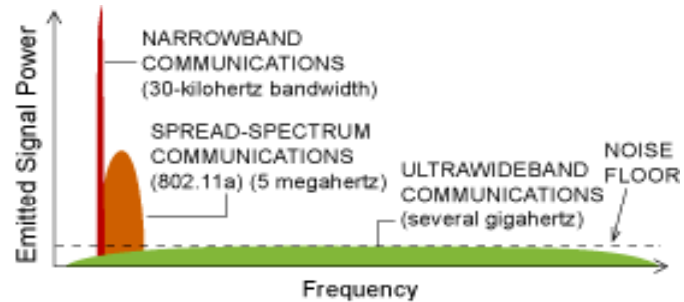 NARROWBAND
COMMUNICATIONS
(30-kilohertz bandwidth)
SPREAD-SPECTRUM
COMMUNICATIONS
(802.11a) (5 megahertz)
ULTRAWIDEBAND
COMMUNICATIONS
(several gigahertz)
NOISE
FLOOR
Emitted Signal Power
Frequency